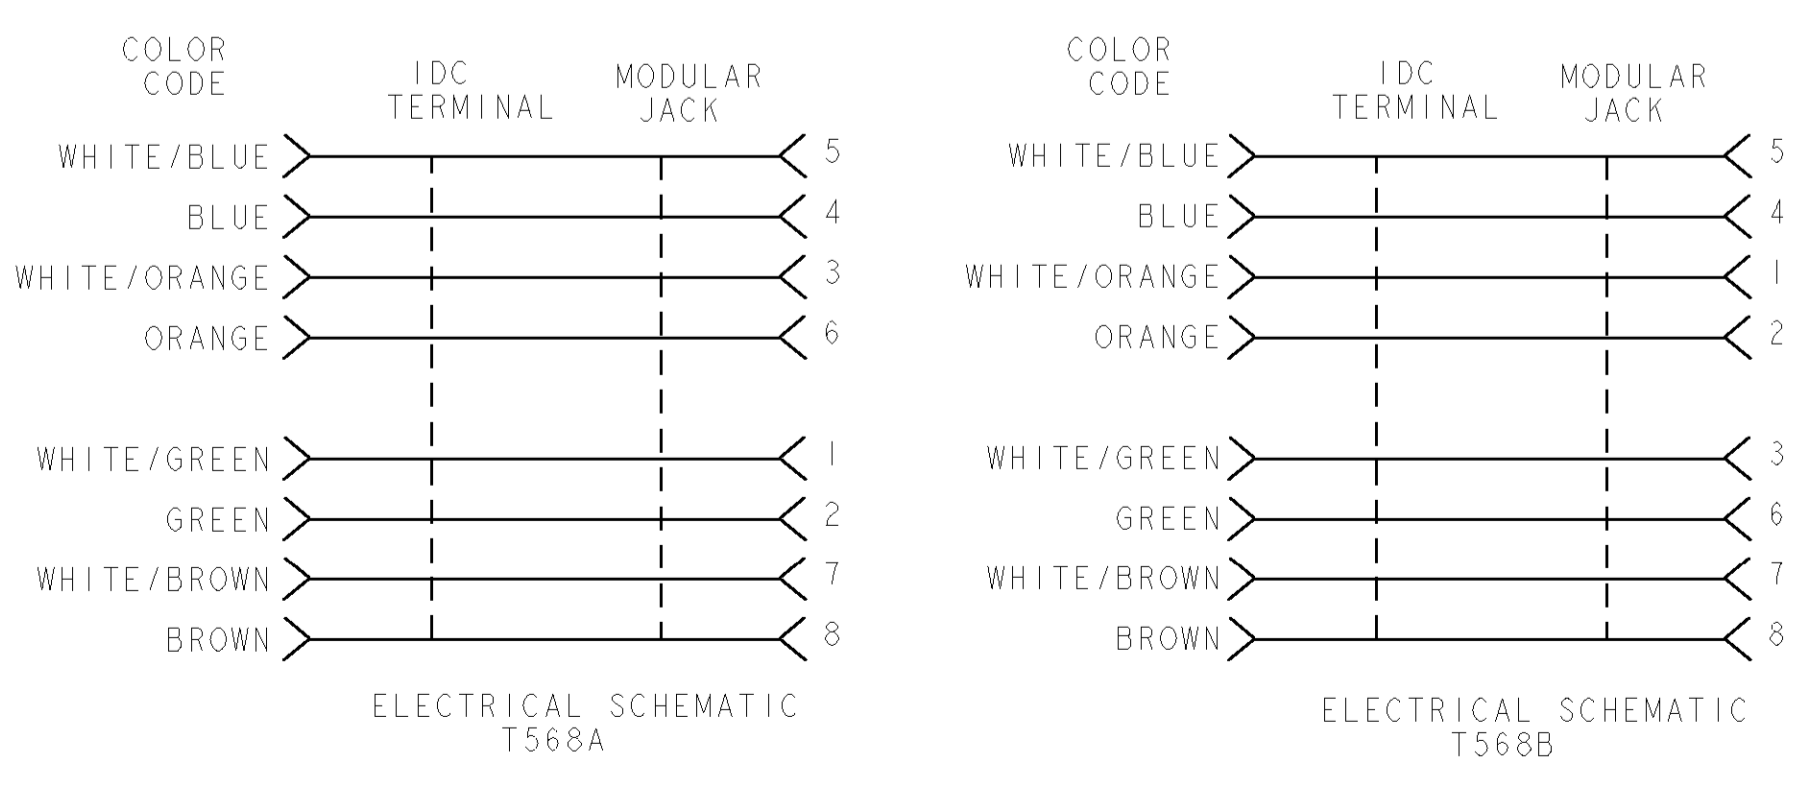 COLOR
CODE
IDC
TERMINAL
MODULAR
JACK
WHITE/BLUE 5
BLUE 4
WHITE/ORANGE 3
ORANGE 6
WHITE/GREEN 1
GREEN 2
WHITE/BROWN 7
BROWN 8
ELECTRICAL SCHEMATIC
T568A
COLOR
CODE
IDC
TERMINAL
MODULAR
JACK
WHITE/BLUE 5
BLUE 4
WHITE/ORANGE 1
ORANGE 2
WHITE/GREEN 3
GREEN 6
WHITE/BROWN 7
BROWN 8
ELECTRICAL SCHEMATIC
T568B